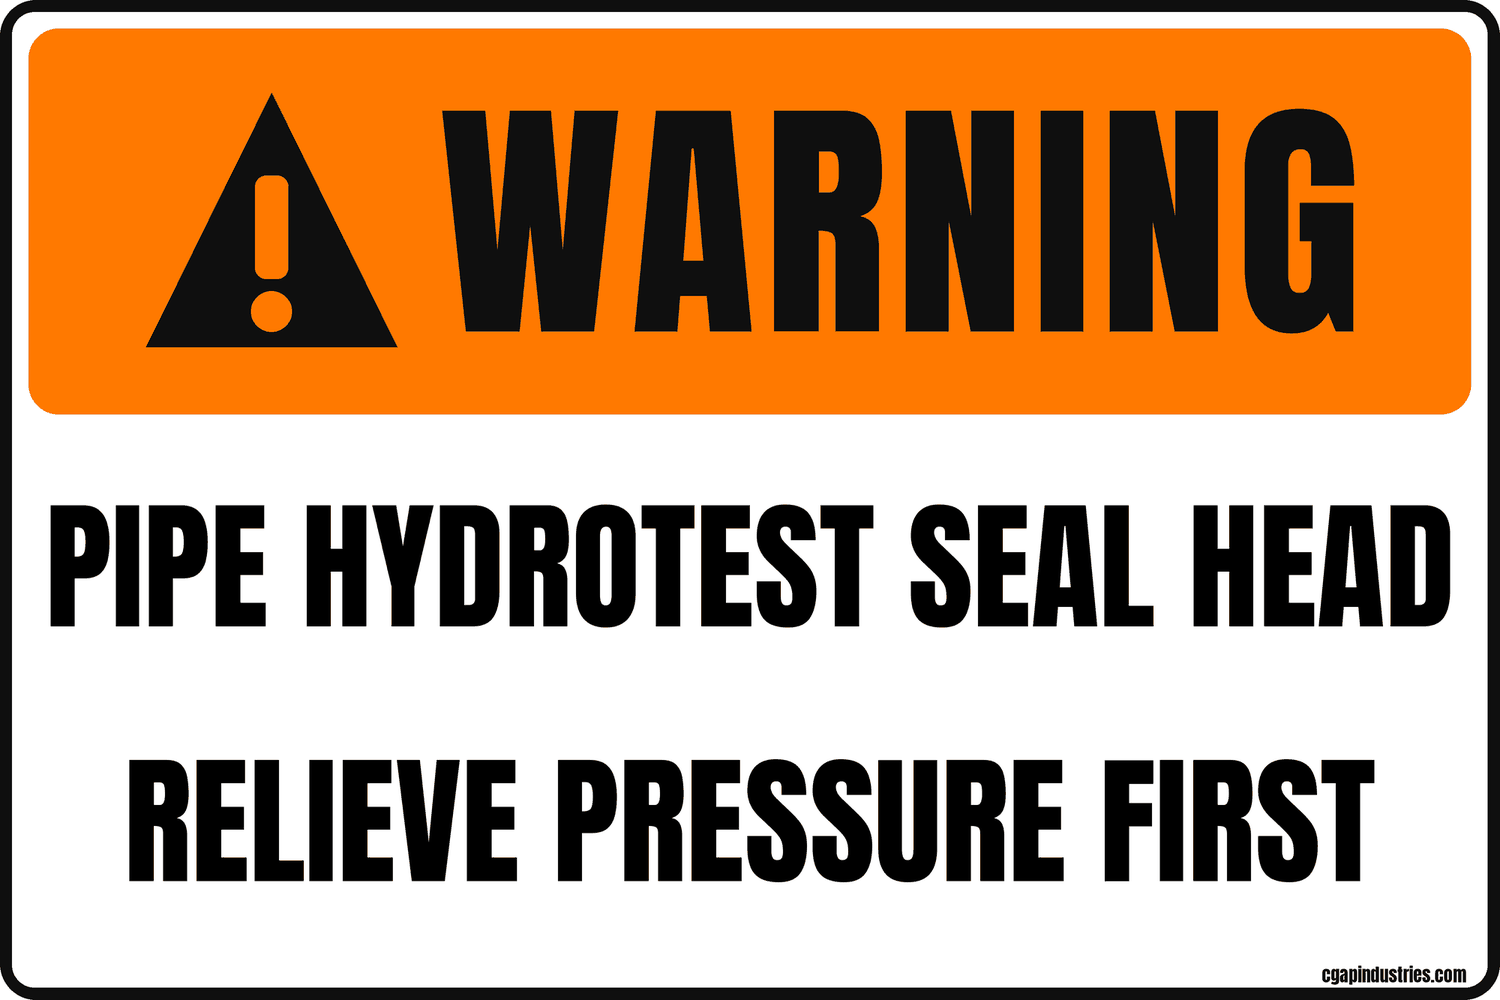 WARNING
PIPE HYDROTEST SEAL HEAD
RELIEVE PRESSURE FIRST
cgapindustries.com